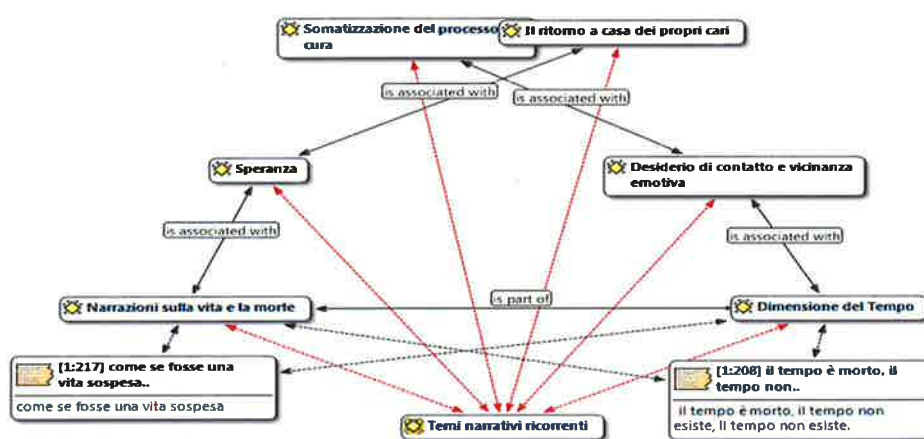 Somatizzazione del processo
cura
Il ritorno a casa dei propri cari
is associated with
is associated with
Speranza
Desiderio di contatto e vicinanza
emotiva
is associated with
is associated with
is part of
Narrazioni sulla vita e la morte
Dimensione del Tempo
[1:217] come se fosse una
vita sospesa..
come se fosse una vita sospesa
[1:208] il tempo è morto, il
tempo non..
il tempo è morto, il tempo non
esiste, Il tempo non esiste.
Temi narrativi ricorrenti